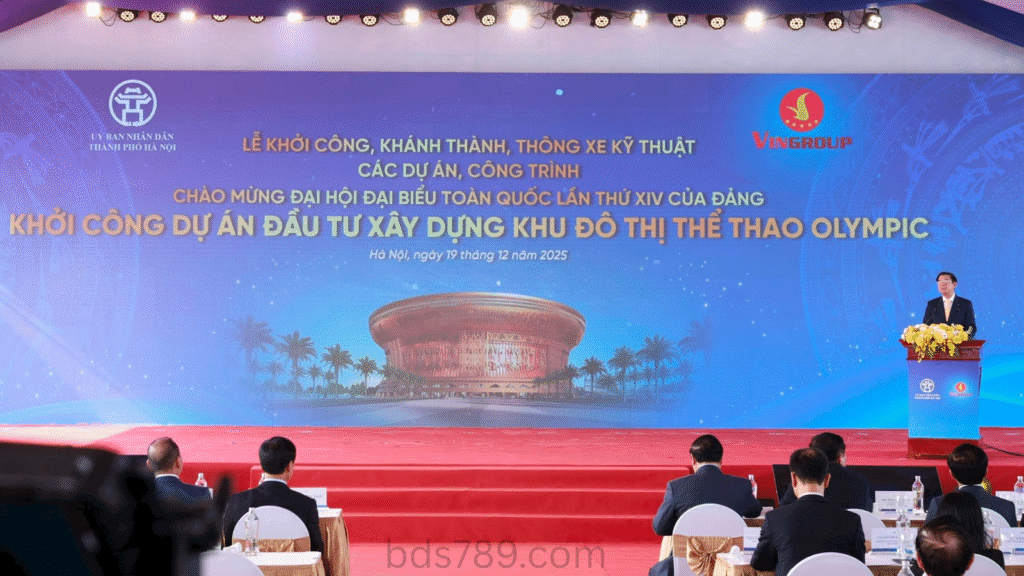 ỦY BAN NHÂN DÂN
THÀNH PHỐ HÀ NỘI
VINGROUP
LỄ KHỞI CÔNG, KHÁNH THÀNH, THÔNG XE KỸ THUẬT
CÁC DỰ ÁN, CÔNG TRÌNH
CHÀO MỪNG ĐẠI HỘI ĐẠI BIỂU TOÀN QUỐC LẦN THỨ XIV CỦA ĐẢNG
KHỞI CÔNG DỰ ÁN ĐẦU TƯ XÂY DỰNG KHU ĐÔ THỊ THỂ THAO OLYMPIC
Hà Nội, ngày 19 tháng 12 năm 2025
bds789.com